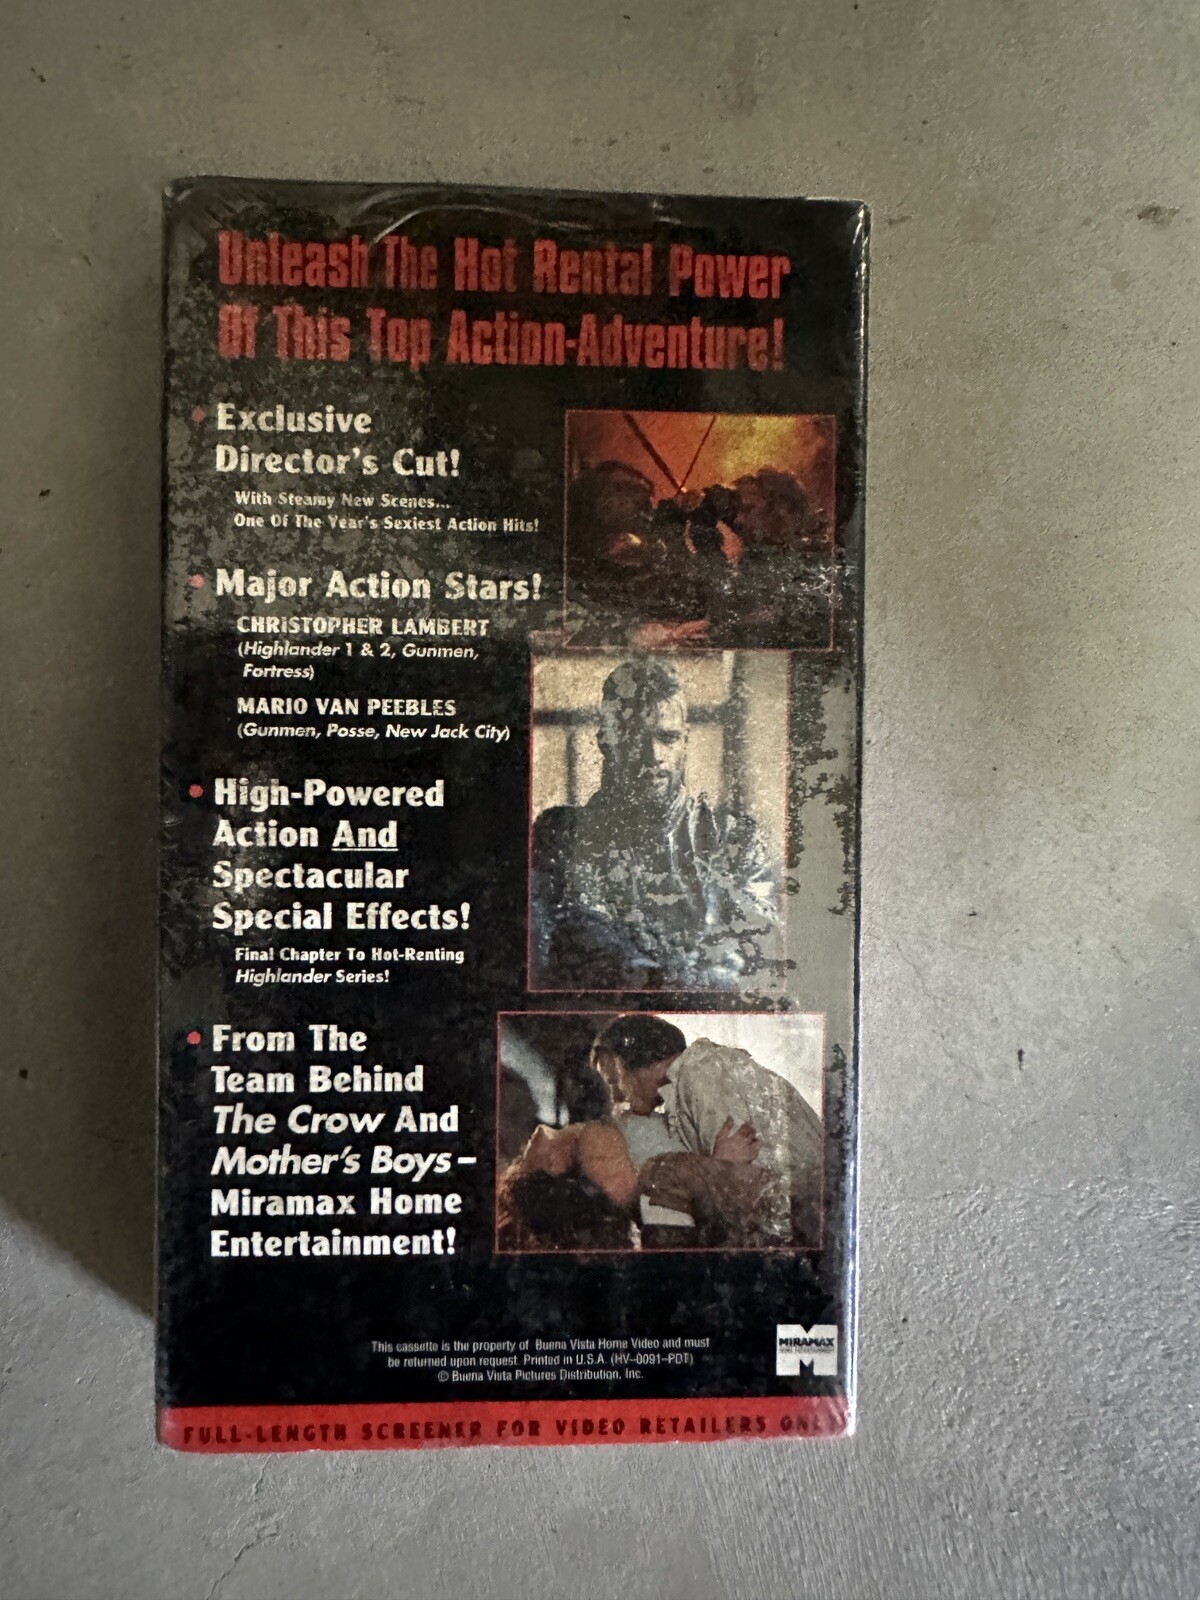 Unleash The Hot Rental Power
Of This Top Action-Adventure!
• Exclusive
Director's Cut!
With Steamy New Scenes...
One Of The Year's Sexiest Action Hits!
• Major Action Stars!
CHRISTOPHER LAMBERT
(Highlander 1 & 2, Gunmen,
Fortress)
MARIO VAN PEEBLES
(Gunmen, Posse, New Jack City)
• High-Powered
Action And
Spectacular
Special Effects!
Final Chapter To Hot-Renting
Highlander Series!
• From The
Team Behind
The Crow And
Mother's Boys–
Miramax Home
Entertainment!
This cassette is the property of Buena Vista Home Video and must
be returned upon request. Printed in U.S.A. (HV–0091–PDT)
© Buena Vista Pictures Distribution, Inc.
MIRAMAX
FULL-LENGTH SCREENER FOR VIDEO RETAILERS ONLY